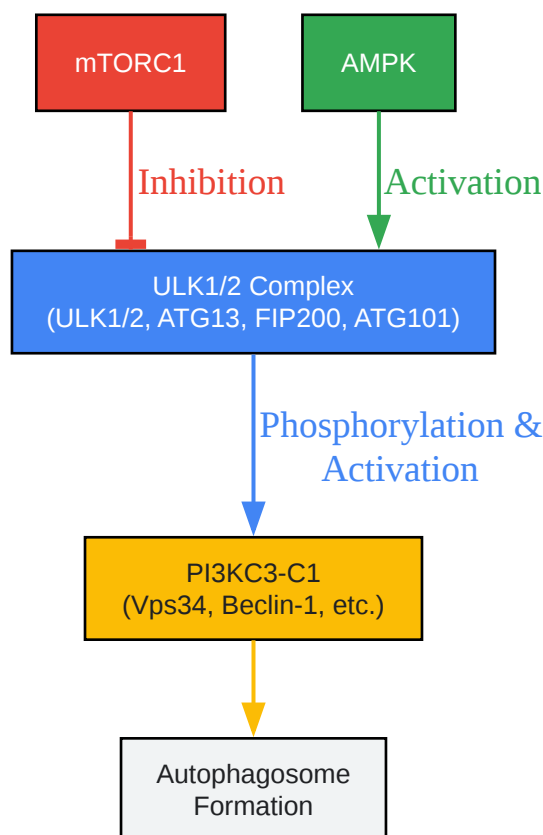 mTORC1
AMPK
Inhibition
Activation
ULK1/2 Complex
(ULK1/2, ATG13, FIP200, ATG101)
Phosphorylation &
Activation
PI3KC3-C1
(Vps34, Beclin-1, etc.)
Autophagosome
Formation